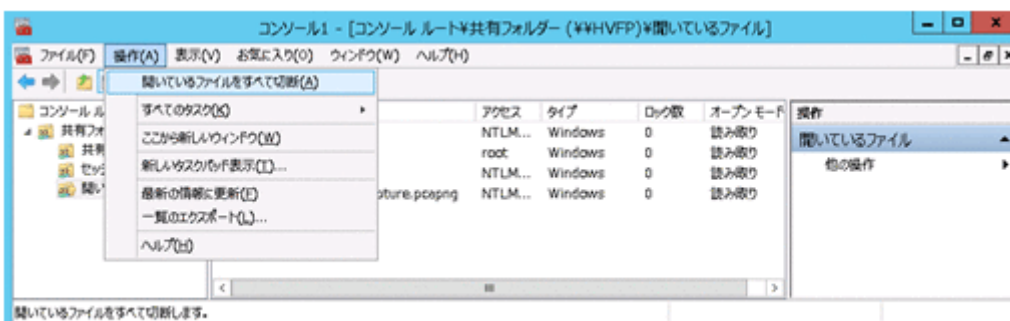 コンソール1 - [コンソール ルート¥共有フォルダー (¥¥HVFP)¥開いているファイル]
ファイル(F) 操作(A) 表示(V) お気に入り(O) ウィンドウ(W) ヘルプ(H)
開いているファイルをすべて切断(A)
すべてのタスク(K)
ここから新しいウィンドウ(W)
新しいタスクパッド表示(T)...
最新の情報に更新(F)
一覧のエクスポート(L)...
ヘルプ(H)
コンソール ル
共有フォ
共有
セッシ
開い
アクセス タイプ ロック数 オープン モード
NTLM... Windows 0 読み取り
root Windows 0 読み取り
NTLM... Windows 0 読み取り
pture.pcapng NTLM... Windows 0 読み取り
操作
開いているファイル
他の操作
開いているファイルをすべて切断します。